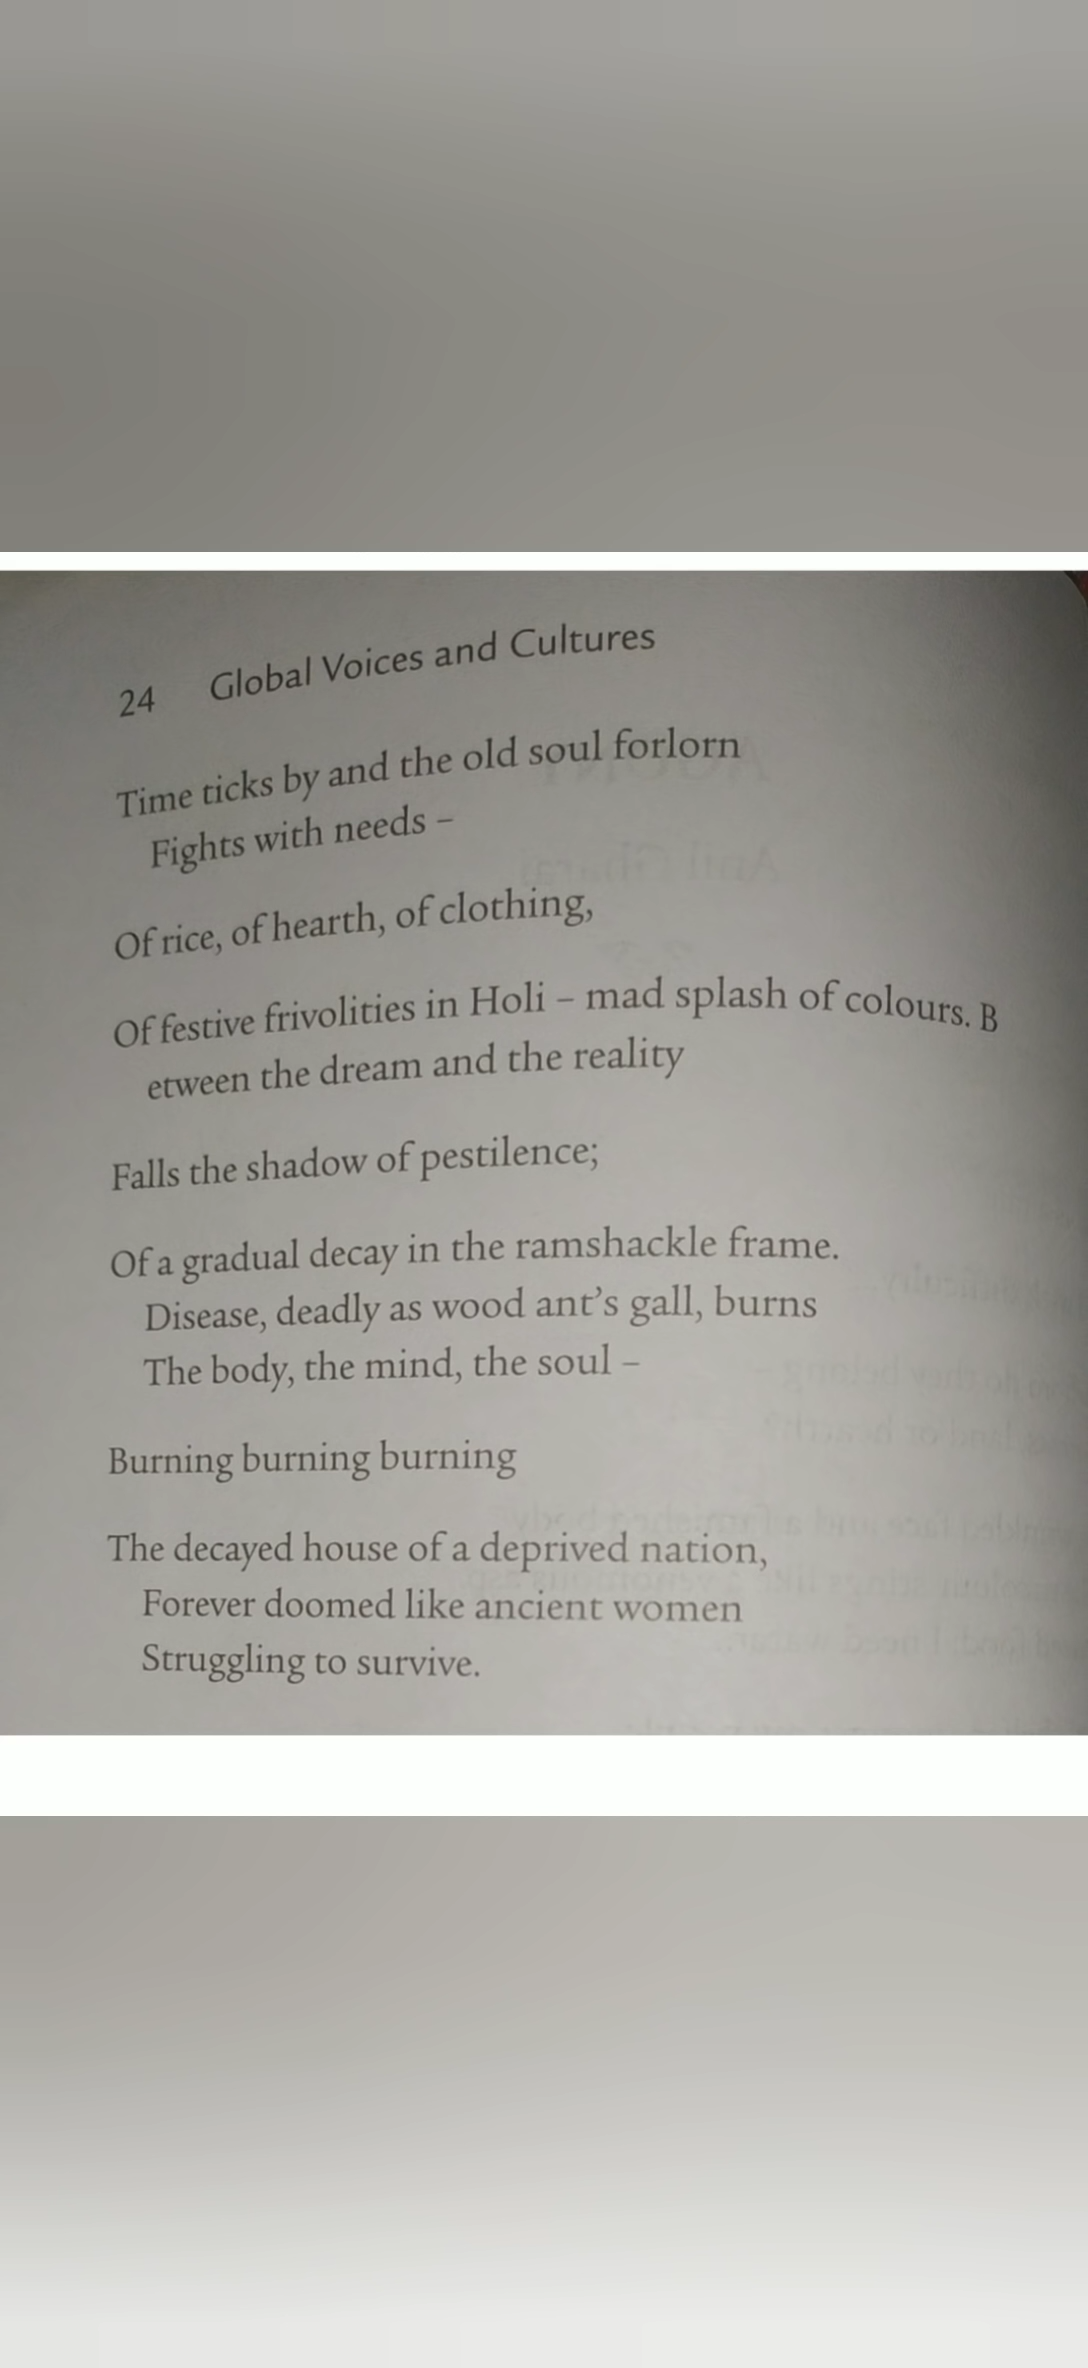 24 Global Voices and Cultures
Time ticks by and the old soul forlorn
Fights with needs –
Of rice, of hearth, of clothing,
Of festive frivolities in Holi – mad splash of colours. B
etween the dream and the reality
Falls the shadow of pestilence;
Of a gradual decay in the ramshackle frame.
Disease, deadly as wood ant's gall, burns
The body, the mind, the soul –
Burning burning burning
The decayed house of a deprived nation,
Forever doomed like ancient women
Struggling to survive.